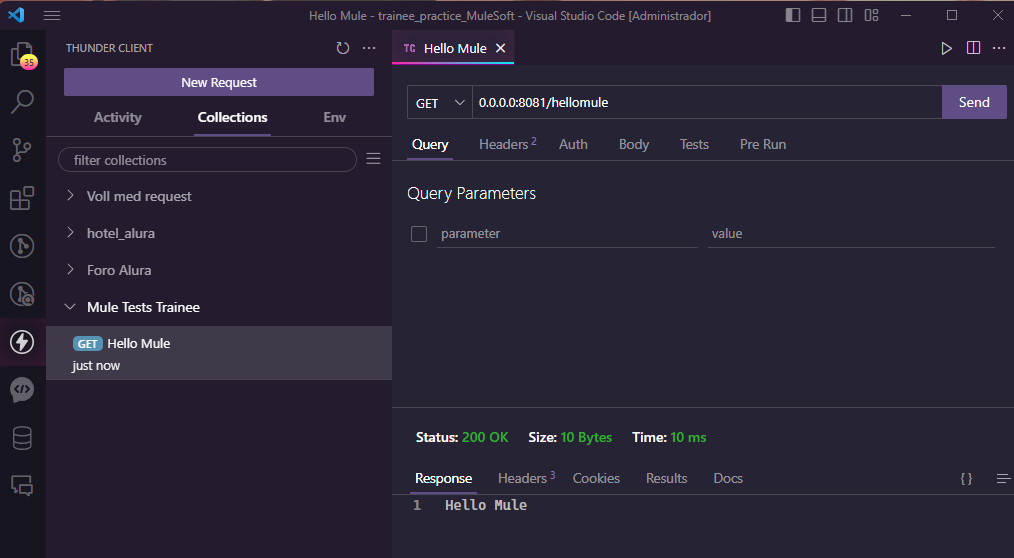 Hello Mule - trainee_practice_MuleSoft - Visual Studio Code [Administrador]
THUNDER CLIENT
New Request
Activity Collections Env
filter collections
Voll med request
hotel_alura
Foro Alura
Mule Tests Trainee
GET Hello Mule
just now
35
TC Hello Mule
GET 0.0.0.0:8081/hellomule Send
Query Headers 2 Auth Body Tests Pre Run
Query Parameters
parameter value
Status: 200 OK Size: 10 Bytes Time: 10 ms
Response Headers 3 Cookies Results Docs {}
1 Hello Mule